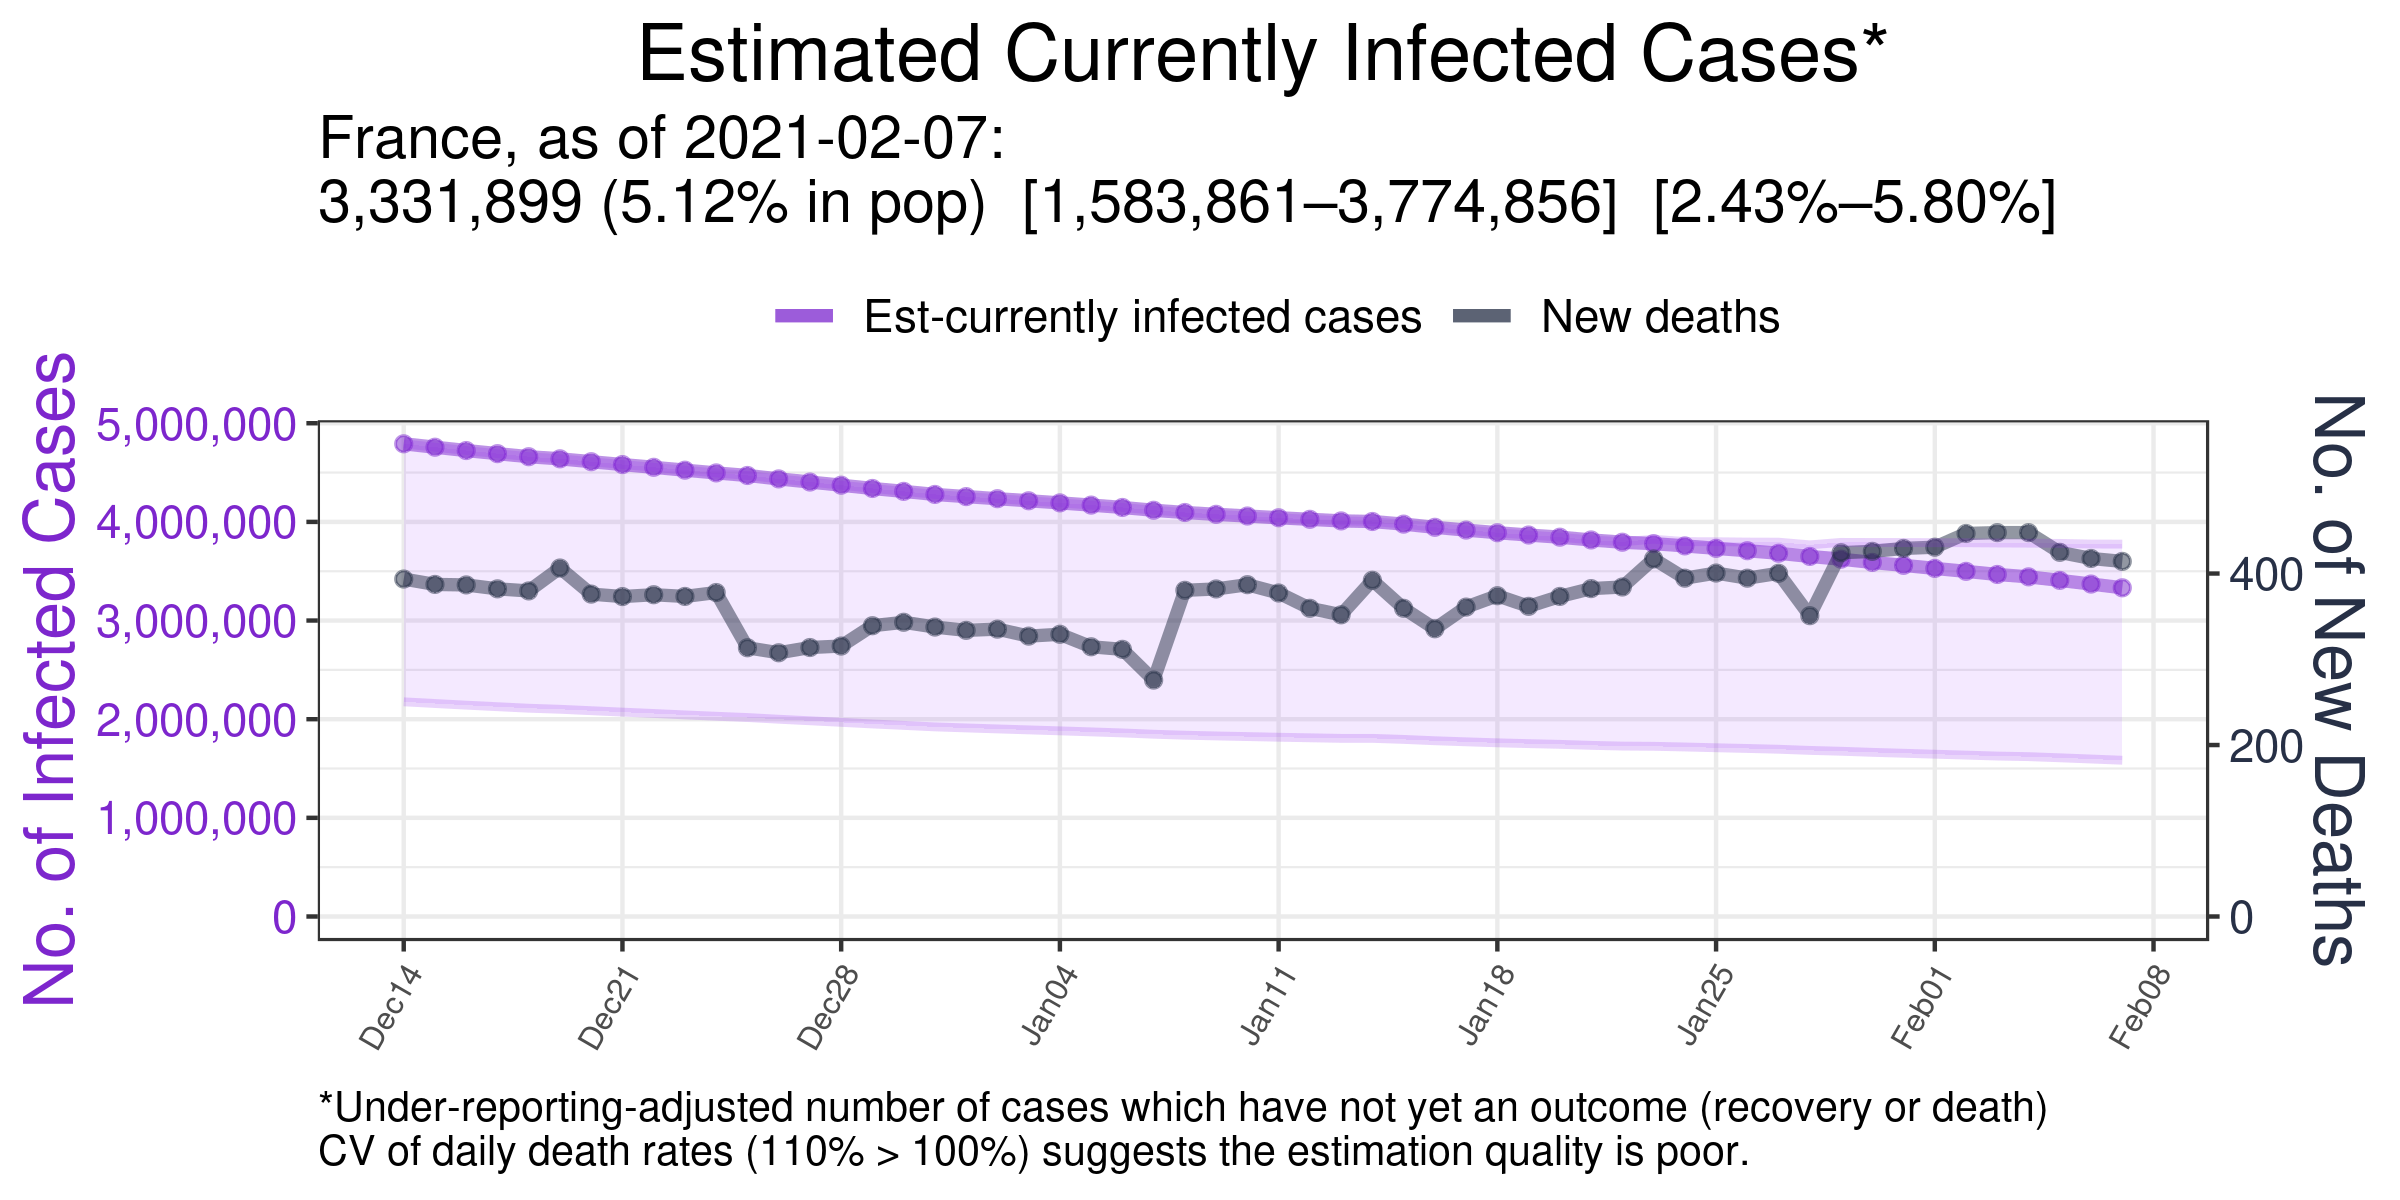 Estimated Currently Infected Cases*
France, as of 2021-02-07:
3,331,899 (5.12% in pop)  [1,583,861–3,774,856]  [2.43%–5.80%]
Est-currently infected cases
New deaths
No. of Infected Cases
5,000,000
4,000,000
3,000,000
2,000,000
1,000,000
0
400
200
0
No. of New Deaths
Dec14
Dec21
Dec28
Jan04
Jan11
Jan18
Jan25
Feb01
Feb08
*Under-reporting-adjusted number of cases which have not yet an outcome (recovery or death)
CV of daily death rates (110% > 100%) suggests the estimation quality is poor.